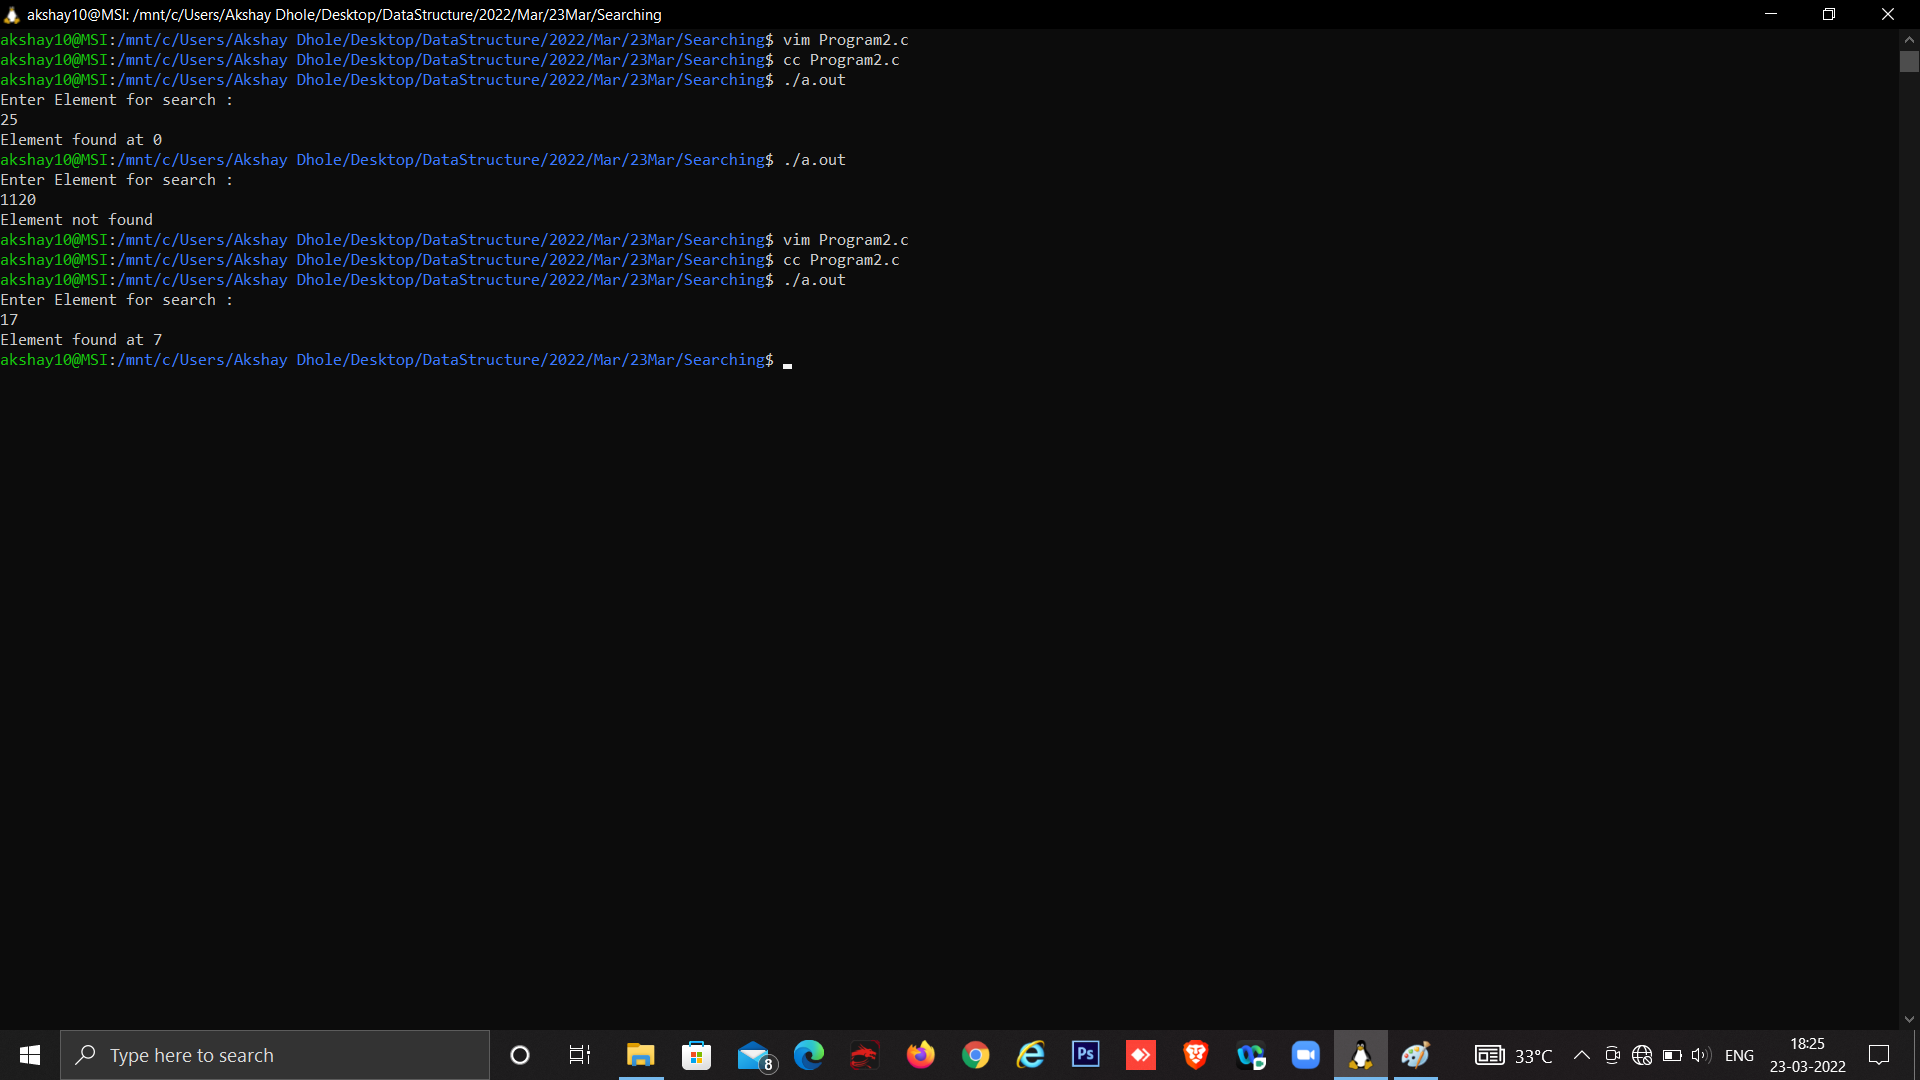 akshay10@MSI: /mnt/c/Users/Akshay Dhole/Desktop/DataStructure/2022/Mar/23Mar/Searching
akshay10@MSI:/mnt/c/Users/Akshay Dhole/Desktop/DataStructure/2022/Mar/23Mar/Searching$ vim Program2.c
akshay10@MSI:/mnt/c/Users/Akshay Dhole/Desktop/DataStructure/2022/Mar/23Mar/Searching$ cc Program2.c
akshay10@MSI:/mnt/c/Users/Akshay Dhole/Desktop/DataStructure/2022/Mar/23Mar/Searching$ ./a.out
Enter Element for search :
25
Element found at 0
akshay10@MSI:/mnt/c/Users/Akshay Dhole/Desktop/DataStructure/2022/Mar/23Mar/Searching$ ./a.out
Enter Element for search :
1120
Element not found
akshay10@MSI:/mnt/c/Users/Akshay Dhole/Desktop/DataStructure/2022/Mar/23Mar/Searching$ vim Program2.c
akshay10@MSI:/mnt/c/Users/Akshay Dhole/Desktop/DataStructure/2022/Mar/23Mar/Searching$ cc Program2.c
akshay10@MSI:/mnt/c/Users/Akshay Dhole/Desktop/DataStructure/2022/Mar/23Mar/Searching$ ./a.out
Enter Element for search :
17
Element found at 7
akshay10@MSI:/mnt/c/Users/Akshay Dhole/Desktop/DataStructure/2022/Mar/23Mar/Searching$
Type here to search
8
Ps
33°C
ENG
18:25
23-03-2022